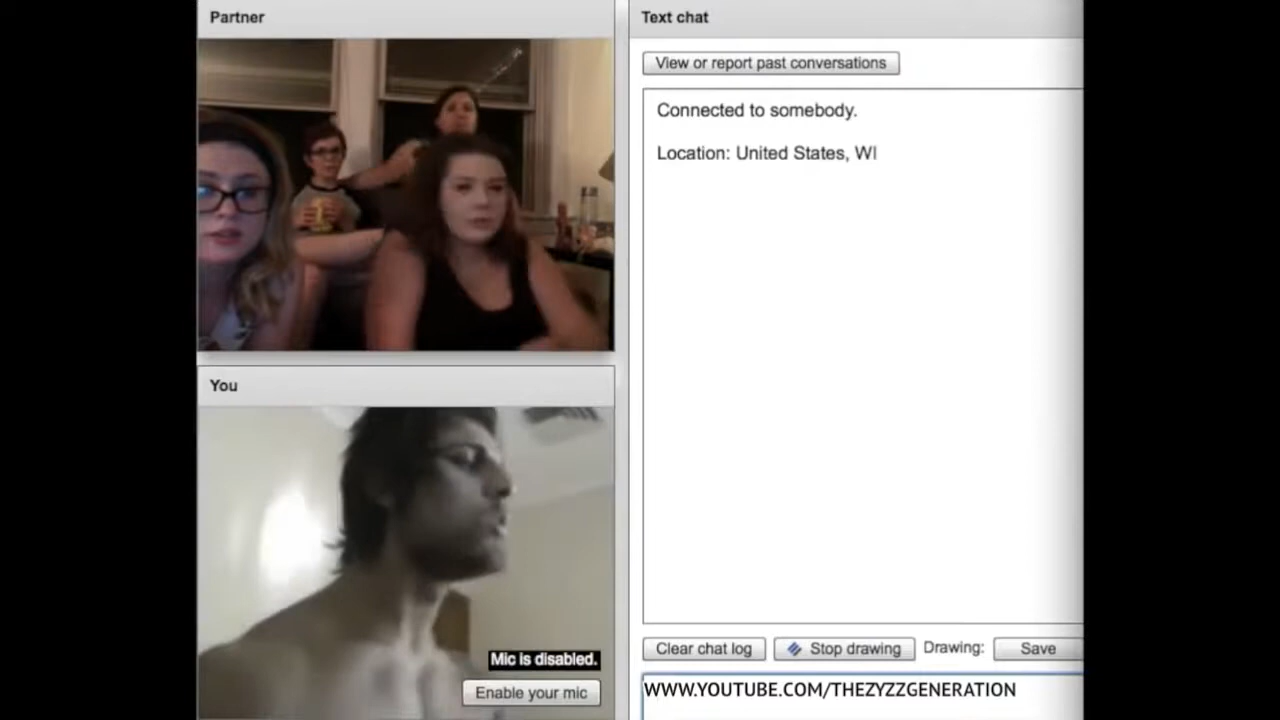 Partner
Text chat
View or report past conversations
Connected to somebody.
Location: United States, WI
You
Mic is disabled.
Enable your mic
Clear chat log
Stop drawing
Drawing:
Save
WWW.YOUTUBE.COM/THEZYZZGENERATION